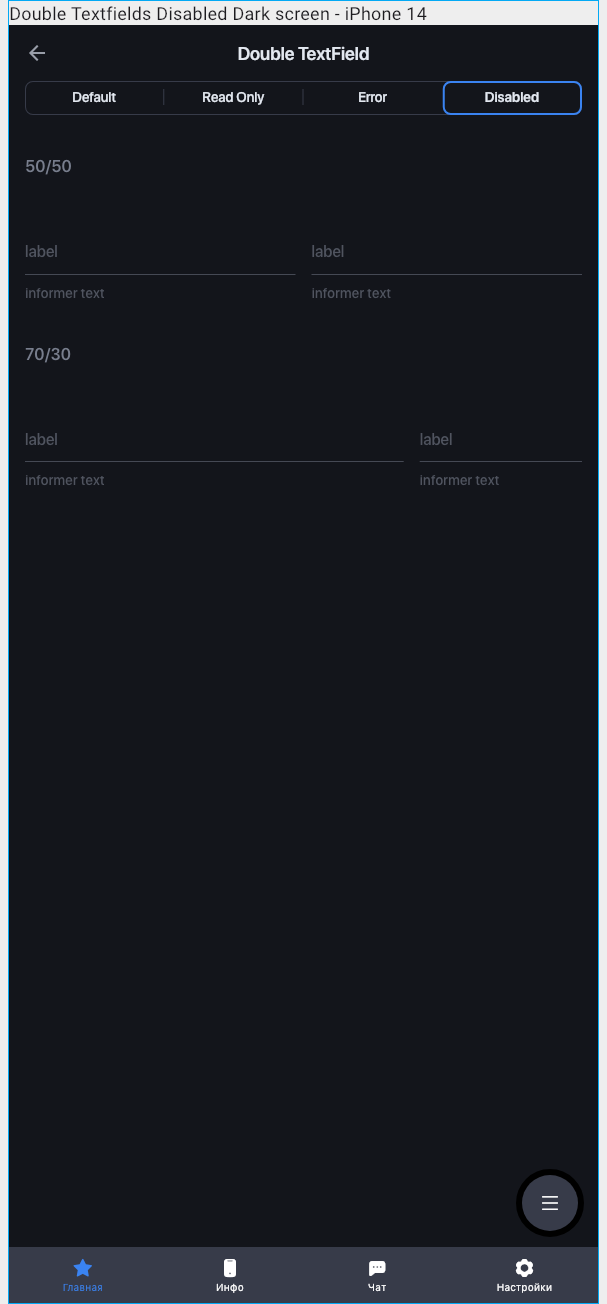 Double Textfields Disabled Dark screen - iPhone 14
Double TextField
Default Read Only Error Disabled
50/50
label label
informer text informer text
70/30
label label
informer text informer text
Главная Инфо Чат Настройки